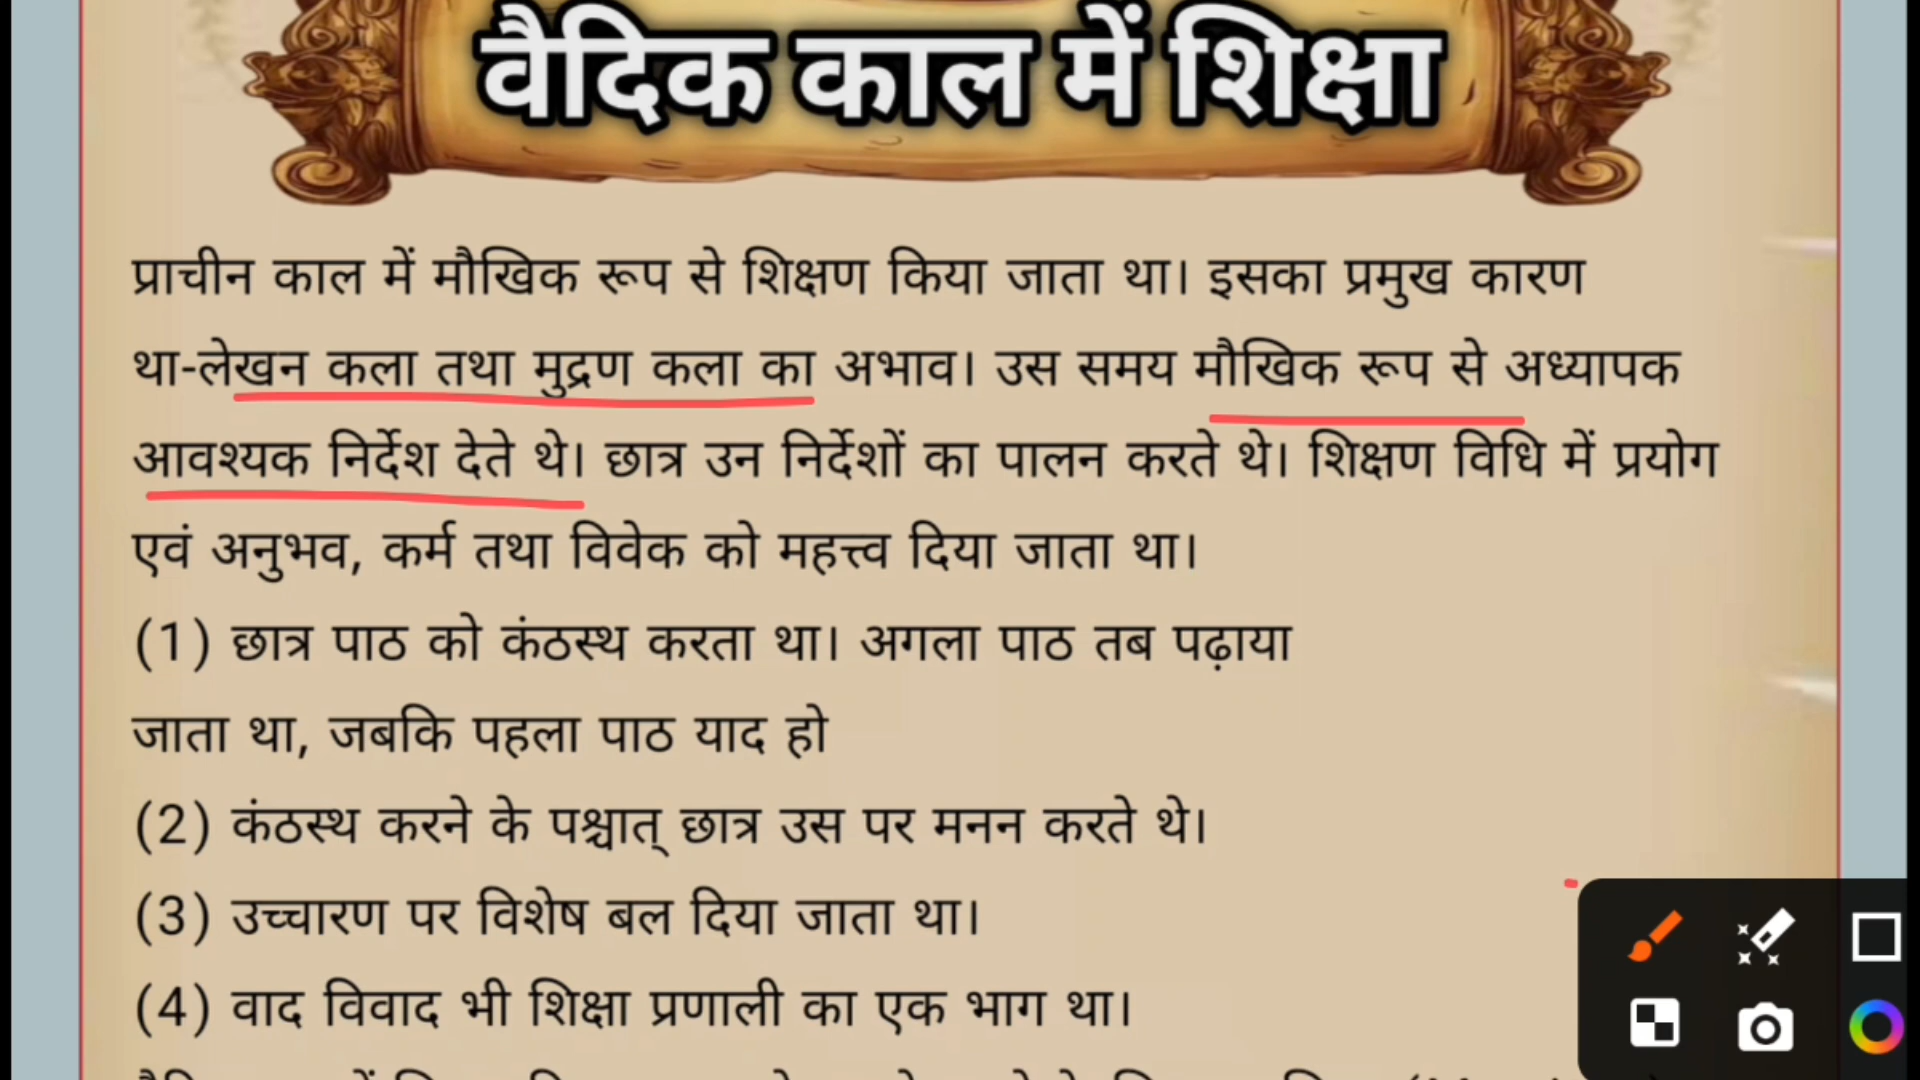 वैदिक काल में शिक्षा
प्राचीन काल में मौखिक रूप से शिक्षण किया जाता था। इसका प्रमुख कारण
था-लेखन कला तथा मुद्रण कला का अभाव। उस समय मौखिक रूप से अध्यापक
आवश्यक निर्देश देते थे। छात्र उन निर्देशों का पालन करते थे। शिक्षण विधि में प्रयोग
एवं अनुभव, कर्म तथा विवेक को महत्त्व दिया जाता था।
(1) छात्र पाठ को कंठस्थ करता था। अगला पाठ तब पढ़ाया
जाता था, जबकि पहला पाठ याद हो
(2) कंठस्थ करने के पश्चात् छात्र उस पर मनन करते थे।
(3) उच्चारण पर विशेष बल दिया जाता था।
(4) वाद विवाद भी शिक्षा प्रणाली का एक भाग था।